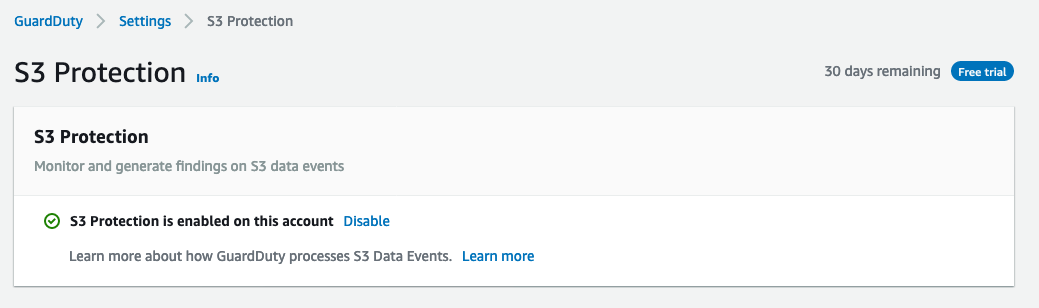 GuardDuty > Settings > S3 Protection
S3 Protection Info
30 days remaining Free trial
S3 Protection
Monitor and generate findings on S3 data events
S3 Protection is enabled on this account Disable
Learn more about how GuardDuty processes S3 Data Events. Learn more